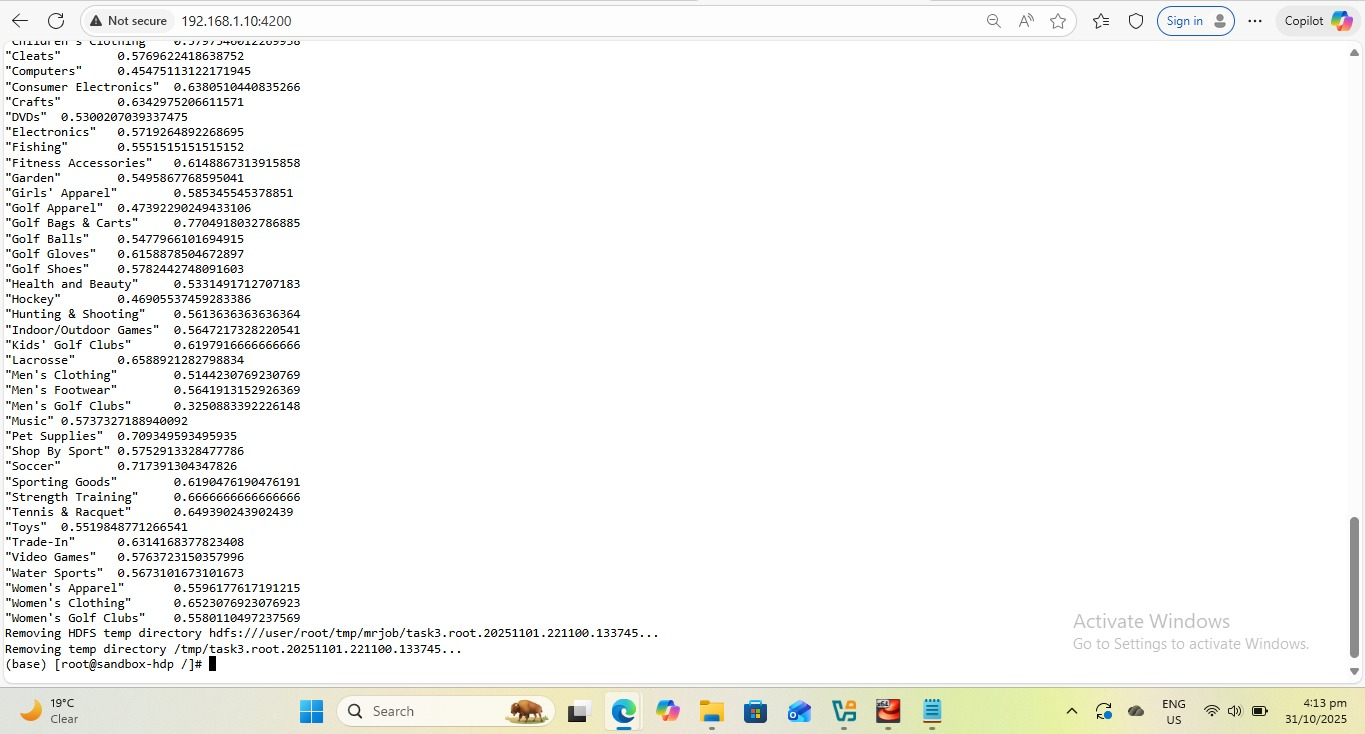 Not secure 192.168.1.10:4200 Sign in Copilot
"Children's Clothing" 0.5797546012269938
"Cleats" 0.5769622418638752
"Computers" 0.45475113122171945
"Consumer Electronics" 0.6380510440835266
"Crafts" 0.6342975206611571
"DVDs" 0.5300207039337475
"Electronics" 0.5719264892268695
"Fishing" 0.5551515151515152
"Fitness Accessories" 0.6148867313915858
"Garden" 0.5495867768595041
"Girls' Apparel" 0.585345545378851
"Golf Apparel" 0.47392290249433106
"Golf Bags & Carts" 0.7704918032786885
"Golf Balls" 0.5477966101694915
"Golf Gloves" 0.6158878504672897
"Golf Shoes" 0.5782442748091603
"Health and Beauty" 0.5331491712707183
"Hockey" 0.46905537459283386
"Hunting & Shooting" 0.5613636363636364
"Indoor/Outdoor Games" 0.5647217328220541
"Kids' Golf Clubs" 0.6197916666666666
"Lacrosse" 0.6588921282798834
"Men's Clothing" 0.5144230769230769
"Men's Footwear" 0.5641913152926369
"Men's Golf Clubs" 0.3250883392226148
"Music" 0.5737327188940092
"Pet Supplies" 0.709349593495935
"Shop By Sport" 0.5752913328477786
"Soccer" 0.717391304347826
"Sporting Goods" 0.6190476190476191
"Strength Training" 0.6666666666666666
"Tennis & Racquet" 0.649390243902439
"Toys" 0.5519848771266541
"Trade-In" 0.6314168377823408
"Video Games" 0.5763723150357996
"Water Sports" 0.5673101673101673
"Women's Apparel" 0.5596177617191215
"Women's Clothing" 0.6523076923076923
"Women's Golf Clubs" 0.5580110497237569
Removing HDFS temp directory hdfs:///user/root/tmp/mrjob/task3.root.20251101.221100.133745...
Removing temp directory /tmp/task3.root.20251101.221100.133745...
(base) [root@sandbox-hdp /]#
Activate Windows
Go to Settings to activate Windows.
19°C
Clear
Search
ENG
US
4:13 pm
31/10/2025